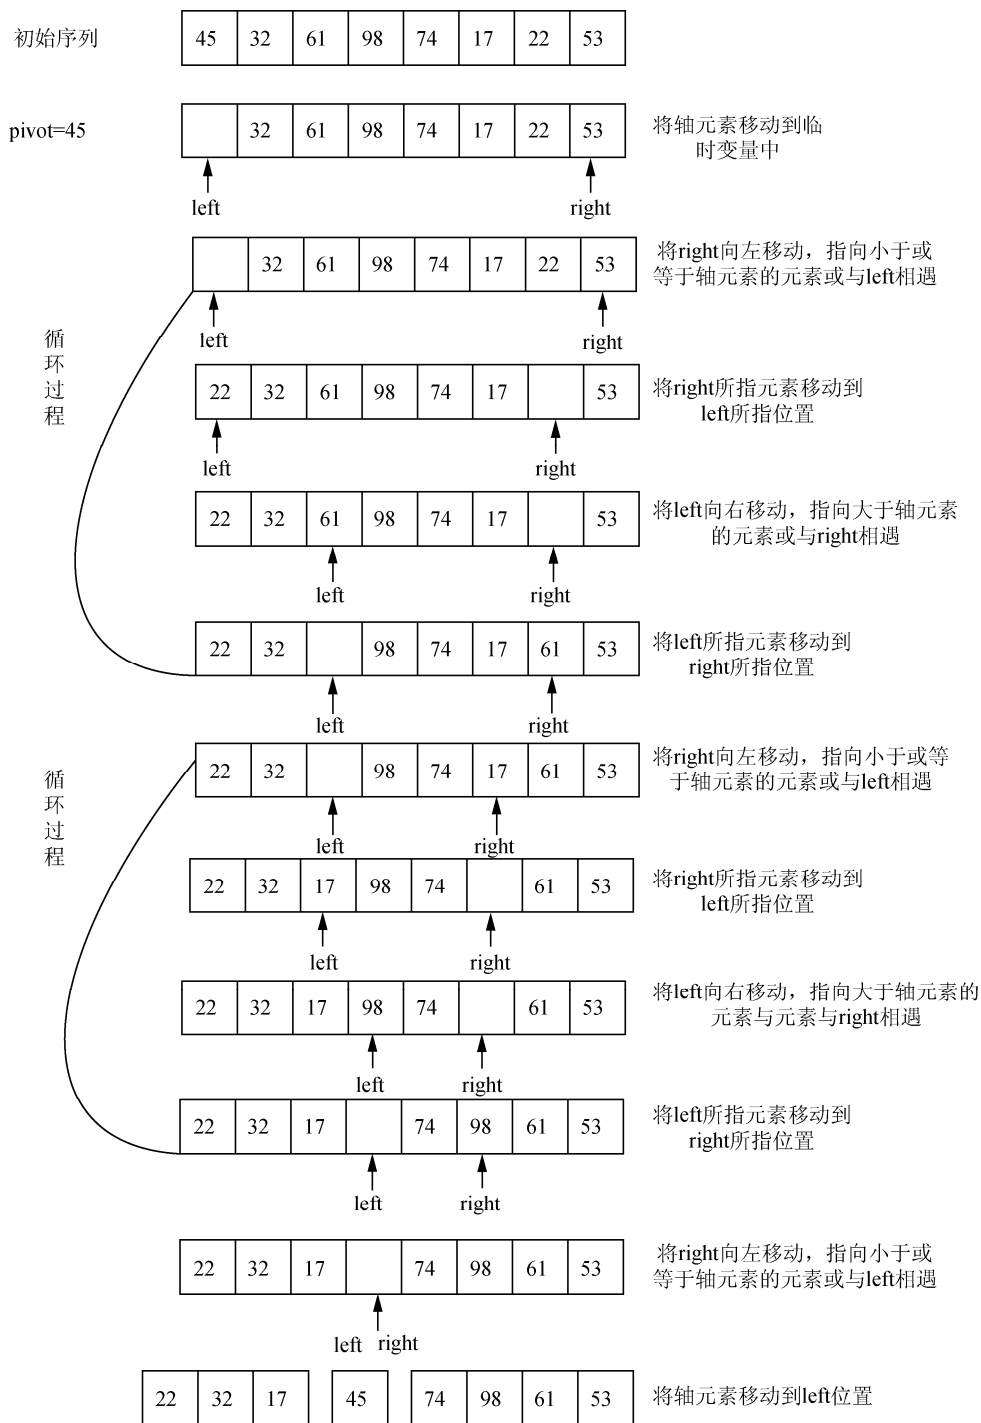 初始序列 45 32 61 98 74 17 22 53
pivot=45 32 61 98 74 17 22 53 将轴元素移动到临
时变量中
left right
32 61 98 74 17 22 53 将right向左移动，指向小于或
等于轴元素的元素或与left相遇
left right
循环过程
22 32 61 98 74 17 53 将right所指元素移动到
left所指位置
left right
22 32 61 98 74 17 53 将left向右移动，指向大于轴元素
的元素或与right相遇
left right
22 32 98 74 17 61 53 将left所指元素移动到
right所指位置
left right
22 32 98 74 17 61 53 将right向左移动，指向小于或等
于轴元素的元素或与left相遇
循环过程
left right
22 32 17 98 74 61 53 将right所指元素移动到
left所指位置
left right
22 32 17 98 74 61 53 将left向右移动，指向大于轴元素的
元素与元素与right相遇
left right
22 32 17 74 98 61 53 将left所指元素移动到
right所指位置
left right
22 32 17 74 98 61 53 将right向左移动，指向小于或
等于轴元素的元素或与left相遇
left right
22 32 17 45 74 98 61 53 将轴元素移动到left位置